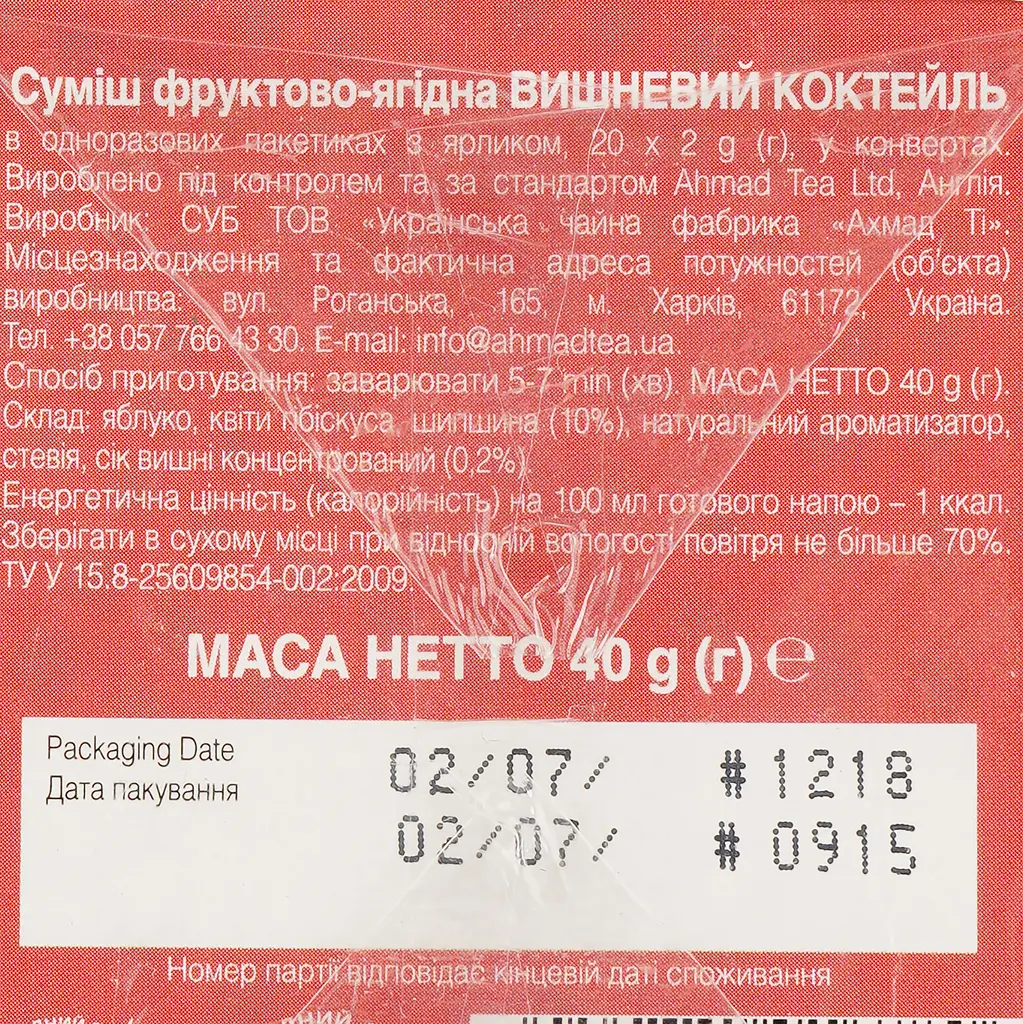 Суміш фруктово-ягідна ВИШНЕВИЙ КОКТЕЙЛЬ
в одноразових пакетиках з ярликом, 20 x 2 g (г), у конвертах.
Вироблено під контролем та за стандартом Ahmad Tea Ltd, Англія.
Виробник: СУБ ТОВ «Українська чайна фабрика «Ахмад Ті».
Місцезнаходження та фактична адреса потужностей (об'єкта)
виробництва: вул. Роганська, 165, м. Харків, 61172, Україна.
Тел. +38 057 766 43 30. E-mail: info@ahmadtea.ua.
Спосіб приготування: заварювати 5-7 min (хв). МАСА НЕТТО 40 g (г).
Склад: яблуко, квіти гібіскуса, шипшина (10%), натуральний ароматизатор,
стевія, сік вишні концентрований (0,2%).
Енергетична цінність (калорійність) на 100 мл готового напою – 1 ккал.
Зберігати в сухому місці при відносній вологості повітря не більше 70%.
ТУ У 15.8-25609854-002:2009.
МАСА НЕТТО 40 g (г) ℮
Packaging Date 02/07/ #1218
Дата пакування 02/07/ #0915
Номер партії відповідає кінцевій даті споживання